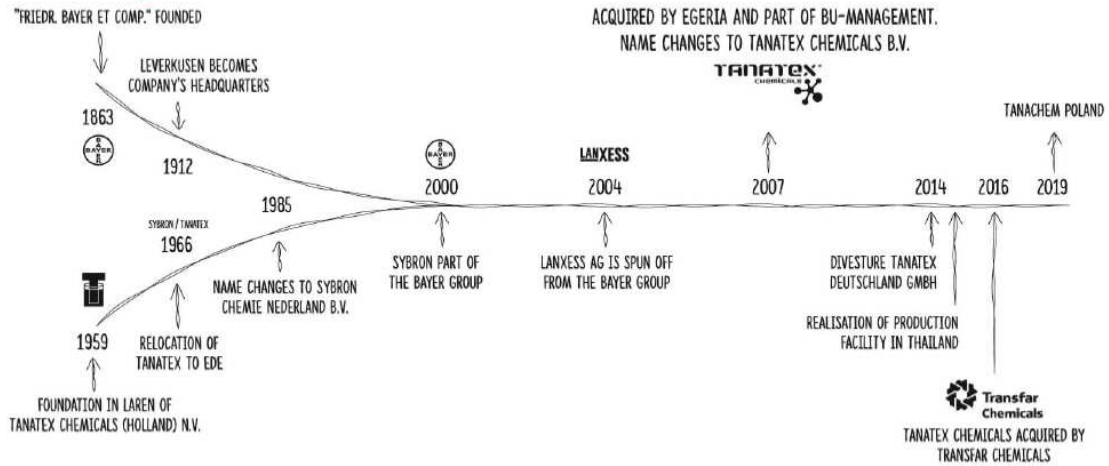 "FRIEDR. BAYER ET COMP." FOUNDED
ACQUIRED BY EGERIA AND PART OF BU-MANAGEMENT.
NAME CHANGES TO TANATEX CHEMICALS B.V.
LEVERKUSEN BECOMES
COMPANY'S HEADQUARTERS
TANATEX
CHEMICALS
1863
BAYER
BAYER
1912
TANACHEM POLAND
BAYER
BAYER
LANXESS
2000
2004
2007
2014
2016
2019
1985
SYBRON/TANATEX
1966
NAME CHANGES TO SYBRON
CHEMIE NEDERLAND B.V.
SYBRON PART OF
THE BAYER GROUP
LANXESS AG IS SPUN OFF
FROM THE BAYER GROUP
DIVESTURE TANATEX
DEUTSCHLAND GMBH
1959
RELOCATION OF
TANATEX TO EDE
REALISATION OF PRODUCTION
FACILITY IN THAILAND
FOUNDATION IN LAREN OF
TANATEX CHEMICALS (HOLLAND) N.V.
Transfar
Chemicals
TANATEX CHEMICALS ACQUIRED BY
TRANSFAR CHEMICALS